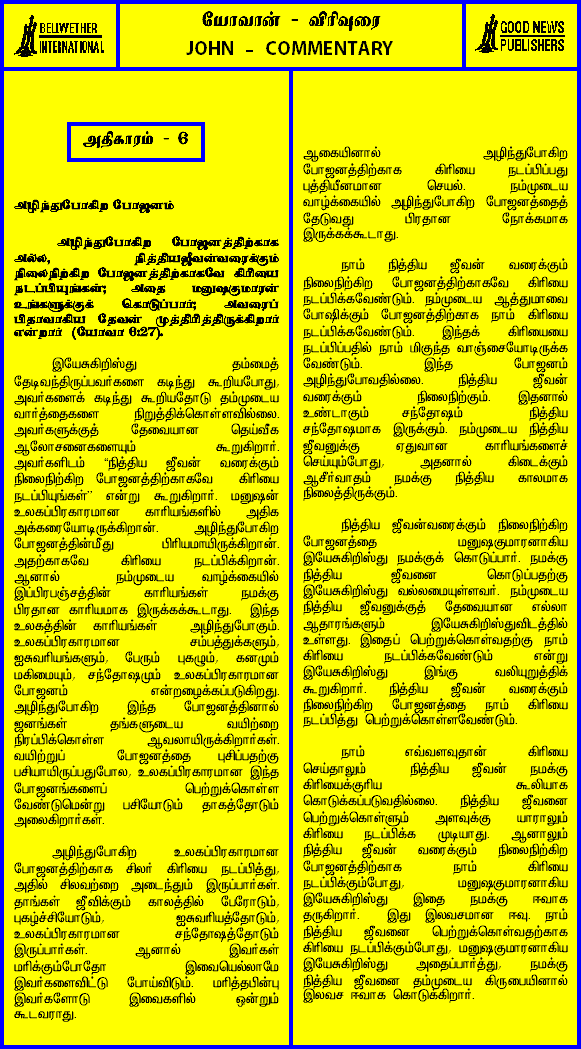 BELWETHER
INTERNATIONAL
யோவான் - விரிவுரை
JOHN - COMMENTARY
GOOD NEWS
PUBLISHERS
அதிகாரம் - 6
அழிந்துபோகிற போஜனம்
அழிந்துபோகிற போஜனத்திற்காக
அல்ல, நித்தியஜீவன்வரைக்கும்
நிலைநிற்கிற போஜனத்திற்காகவே கிரியை
நடப்பியுங்கள்; அதை மனுஷகுமாரன்
உங்களுக்குக் கொடுப்பார்; அவரைப்
பிதாவாகிய தேவன் முத்திரித்திருக்கிறார்
என்றார் (யோவா 6:27).
இயேசுகிறிஸ்து தம்மைத்
தேடிவந்திருப்பவர்களை கடிந்து கூறியபோது,
அவர்களைக் கடிந்து கூறியதோடு தம்முடைய
வார்த்தைகளை நிறுத்திக்கொள்ளவில்லை.
அவர்களுக்குத் தேவையான தெய்வீக
ஆலோசனைகளையும் கூறுகிறார்.
அவர்களிடம் “நித்திய ஜீவன் வரைக்கும்
நிலைநிற்கிற போஜனத்திற்காகவே கிரியை
நடப்பியுங்கள்” என்று கூறுகிறார். மனுஷன்
உலகப்பிரகாரமான காரியங்களில் அதிக
அக்கரையோடிருக்கிறான். அழிந்துபோகிற
போஜனத்தின்மீது பிரியமாயிருக்கிறான்.
அதற்காகவே கிரியை நடப்பிக்கிறான்.
ஆனால் நம்முடைய வாழ்க்கையில்
இப்பிரபஞ்சத்தின் காரியங்கள் நமக்கு
பிரதான காரியமாக இருக்கக்கூடாது. இந்த
உலகத்தின் காரியங்கள் அழிந்துபோகும்.
உலகப்பிரகாரமான சம்பத்துக்களும்,
ஐசுவரியங்களும், பேரும் புகழும், கனமும்
மகிமையும், சந்தோஷமும் உலகப்பிரகாரமான
போஜனம் என்றழைக்கப்படுகிறது.
அழிந்துபோகிற இந்த போஜனத்தினால்
ஜனங்கள் தங்களுடைய வயிற்றை
நிரப்பிக்கொள்ள ஆவலாயிருக்கிறார்கள்.
வயிற்றுப் போஜனத்தை புசிப்பதற்கு
பசியாயிருப்பதுபோல, உலகப்பிரகாரமான இந்த
போஜனங்களைப் பெற்றுக்கொள்ள
வேண்டுமென்று பசியோடும் தாகத்தோடும்
அலைகிறார்கள்.
அழிந்துபோகிற உலகப்பிரகாரமான
போஜனத்திற்காக சிலர் கிரியை நடப்பித்து,
அதில் சிலவற்றை அடைந்தும் இருப்பார்கள்.
தாங்கள் ஜீவிக்கும் காலத்தில் பேரோடும்,
புகழ்ச்சியோடும், ஐசுவரியத்தோடும்,
உலகப்பிரகாரமான சந்தோஷத்தோடும்
இருப்பார்கள். ஆனால் இவர்கள்
மரிக்கும்போதோ இவையெல்லாமே
இவர்களைவிட்டு போய்விடும். மரித்தபின்பு
இவர்களோடு இவைகளில் ஒன்றும்
கூடவராது.
ஆகையினால் அழிந்துபோகிற
போஜனத்திற்காக கிரியை நடப்பிப்பது
புத்தியீனமான செயல். நம்முடைய
வாழ்க்கையில் அழிந்துபோகிற போஜனத்தைத்
தேடுவது பிரதான நோக்கமாக
இருக்கக்கூடாது.
நாம் நித்திய ஜீவன் வரைக்கும்
நிலைநிற்கிற போஜனத்திற்காகவே கிரியை
நடப்பிக்கவேண்டும். நம்முடைய ஆத்துமாவை
போஷிக்கும் போஜனத்திற்காக நாம் கிரியை
நடப்பிக்கவேண்டும். இந்தக் கிரியையை
நடப்பிப்பதில் நாம் மிகுந்த வாஞ்சையோடிருக்க
வேண்டும். இந்த போஜனம்
அழிந்துபோவதில்லை. நித்திய ஜீவன்
வரைக்கும் நிலைநிற்கும். இதனால்
உண்டாகும் சந்தோஷம் நித்திய
சந்தோஷமாக இருக்கும். நம்முடைய நித்திய
ஜீவனுக்கு ஏதுவான காரியங்களைச்
செய்யும்போது, அதனால் கிடைக்கும்
ஆசீர்வாதம் நமக்கு நித்திய காலமாக
நிலைத்திருக்கும்.
நித்திய ஜீவன்வரைக்கும் நிலைநிற்கிற
போஜனத்தை மனுஷகுமாரனாகிய
இயேசுகிறிஸ்து நமக்குக் கொடுப்பார். நமக்கு
நித்திய ஜீவனை கொடுப்பதற்கு
இயேசுகிறிஸ்து வல்லமையுள்ளவர். நம்முடைய
நித்திய ஜீவனுக்குத் தேவையான எல்லா
ஆதாரங்களும் இயேசுகிறிஸ்துவிடத்தில்
உள்ளது. இதைப் பெற்றுக்கொள்வதற்கு நாம்
கிரியை நடப்பிக்கவேண்டும் என்று
இயேசுகிறிஸ்து இங்கு வலியுறுத்திக்
கூறுகிறார். நித்திய ஜீவன் வரைக்கும்
நிலைநிற்கிற போஜனத்தை நாம் கிரியை
நடப்பித்து பெற்றுக்கொள்ளவேண்டும்.
நாம் எவ்வளவுதான் கிரியை
செய்தாலும் நித்திய ஜீவன் நமக்கு
கிரியைக்குரிய கூலியாக
கொடுக்கப்படுவதில்லை. நித்திய ஜீவனை
பெற்றுக்கொள்ளும் அளவுக்கு யாராலும்
கிரியை நடப்பிக்க முடியாது. ஆனாலும்
நித்திய ஜீவன் வரைக்கும் நிலைநிற்கிற
போஜனத்திற்காக நாம் கிரியை
நடப்பிக்கும்போது, மனுஷகுமாரனாகிய
இயேசுகிறிஸ்து இதை நமக்கு ஈவாக
தருகிறார். இது இலவசமான ஈவு. நாம்
நித்திய ஜீவனை பெற்றுக்கொள்வதற்காக
கிரியை நடப்பிக்கும்போது, மனுஷகுமாரனாகிய
இயேசுகிறிஸ்து அதைப்பார்த்து, நமக்கு
நித்திய ஜீவனை தம்முடைய கிருபையினால்
இலவச ஈவாக கொடுக்கிறார்.